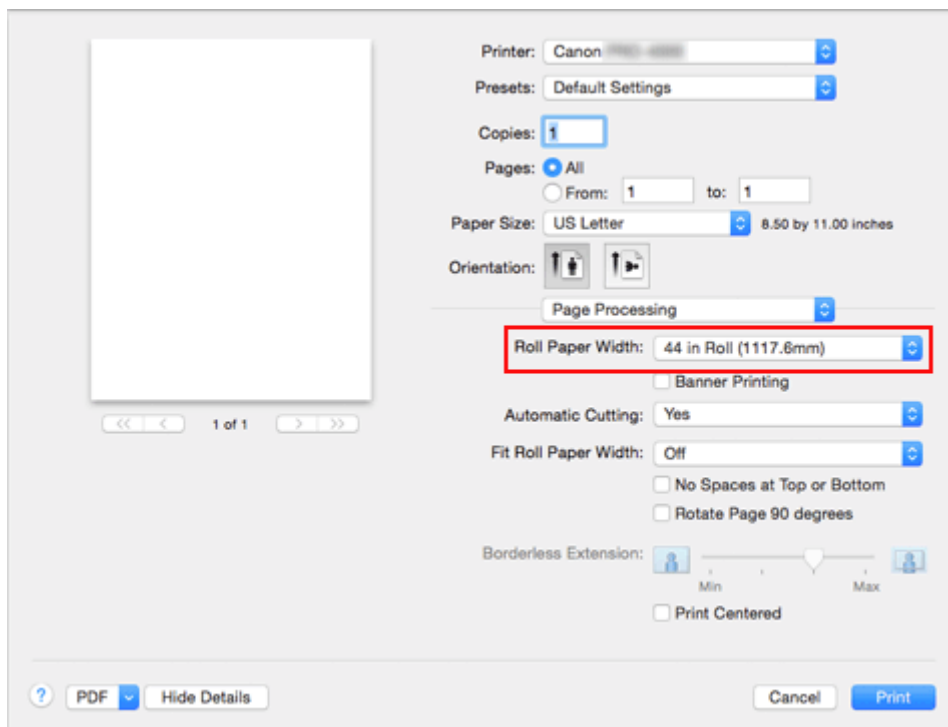 Printer: Canon
Presets: Default Settings
Copies: 1
Pages: All
From: 1 to: 1
Paper Size: US Letter 8.50 by 11.00 inches
Orientation:
Page Processing
Roll Paper Width: 44 in Roll (1117.6mm)
Banner Printing
1 of 1
Automatic Cutting: Yes
Fit Roll Paper Width: Off
No Spaces at Top or Bottom
Rotate Page 90 degrees
Borderless Extension:
Min Max
Print Centered
? PDF Hide Details Cancel Print